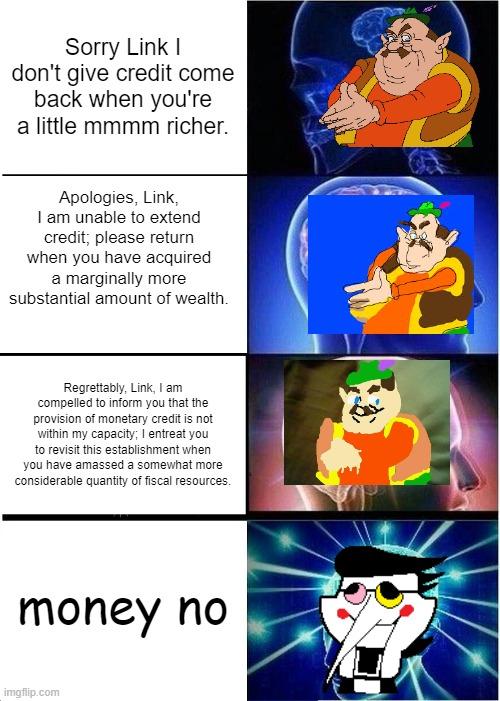 Sorry Link I
don't give credit come
back when you're
a little mmmm richer.
Apologies, Link,
I am unable to extend
credit; please return
when you have acquired
a marginally more
substantial amount of wealth.
Regrettably, Link, I am
compelled to inform you that the
provision of monetary credit is not
within my capacity; I entreat you
to revisit this establishment when
you have amassed a somewhat more
considerable quantity of fiscal resources.
money no
imgflip.com